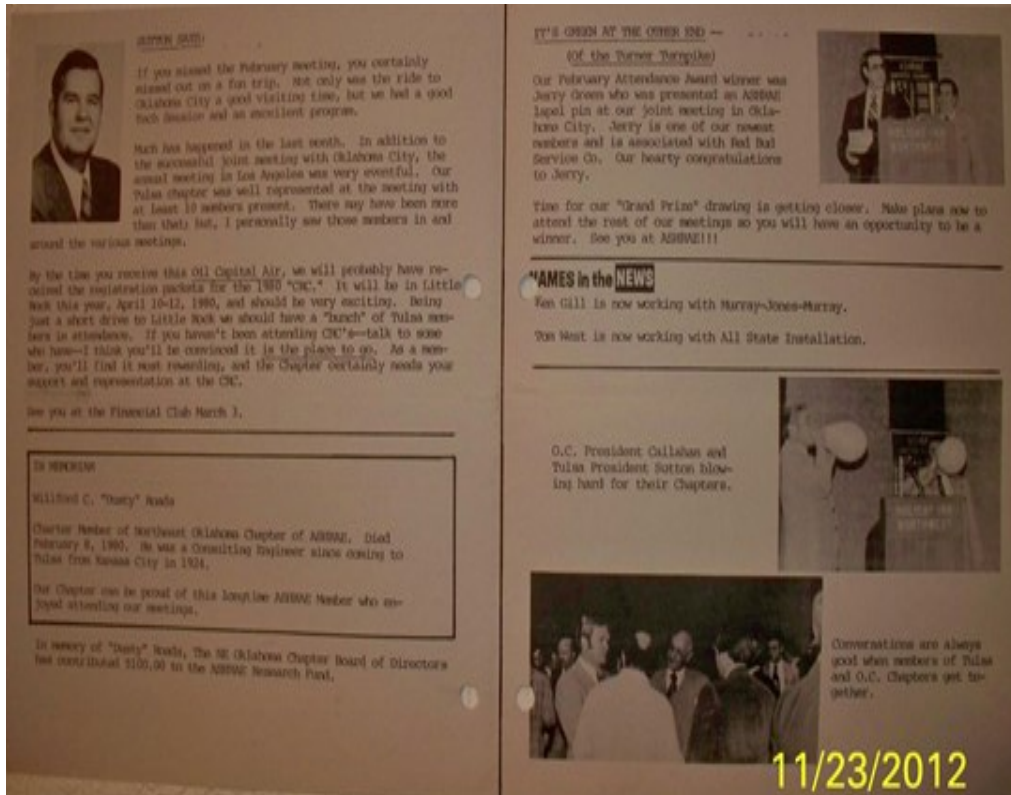 SUTTON SAYS:
If you missed the February meeting, you certainly
missed out on a fun trip. Not only was the ride to
Oklahoma City a good visiting time, but we had a good
Tech Session and an excellent program.
Much has happened in the last month. In addition to
the successful joint meeting with Oklahoma City, the
annual meeting in Los Angeles was very eventful. Our
Tulsa chapter was well represented at the meeting with
at least 10 members present. There may have been more
than that; but, I personally saw those members in and
around the various meetings.
By the time you receive this Oil Capital Air, we will probably have re-
ceived the registration packets for the 1980 "CRC." It will be in Little
Rock this year, April 10-12, 1980, and should be very exciting. Being
just a short drive to Little Rock we should have a "bunch" of Tulsa mem-
bers in attendance. If you haven't been attending CRC's--talk to some
who have--I think you'll be convinced it is the place to go. As a mem-
ber, you'll find it most rewarding, and the Chapter certainly needs your
support and representation at the CRC.
See you at the Financial Club March 3.
IN MEMORIAM
Willford C. "Dusty" Roads
Charter Member of Northeast Oklahoma Chapter of ASHRAE. Died
February 8, 1980. He was a Consulting Engineer since coming to
Tulsa from Kansas City in 1924.
Our Chapter can be proud of this longtime ASHRAE Member who en-
joyed attending our meetings.
In memory of "Dusty" Roads, The NE Oklahoma Chapter Board of Directors
has contributed $100.00 to the ASHRAE Research Fund.
IT'S GREEN AT THE OTHER END --
(Of the Turner Turnpike)
Our February Attendance Award winner was
Jerry Green who was presented an ASHRAE
lapel pin at our joint meeting in Okla-
homa City. Jerry is one of our newest
members and is associated with Red Bud
Service Co. Our hearty congratulations
to Jerry.
Time for our "Grand Prize" drawing is getting closer. Make plans now to
attend the rest of our meetings so you will have an opportunity to be a
winner. See you at ASHRAE!!!
HOLIDAY INN
NORTHWEST
NAMES in the NEWS
Ken Gill is now working with Murray-Jones-Murray.
Tom West is now working with All State Installation.
O.C. President Callahan and
Tulsa President Sutton blow-
ing hard for their Chapters.
HOLIDAY INN
NORTHWEST
Conversations are always
good when members of Tulsa
and O.C. Chapters get to-
gether.
11/23/2012